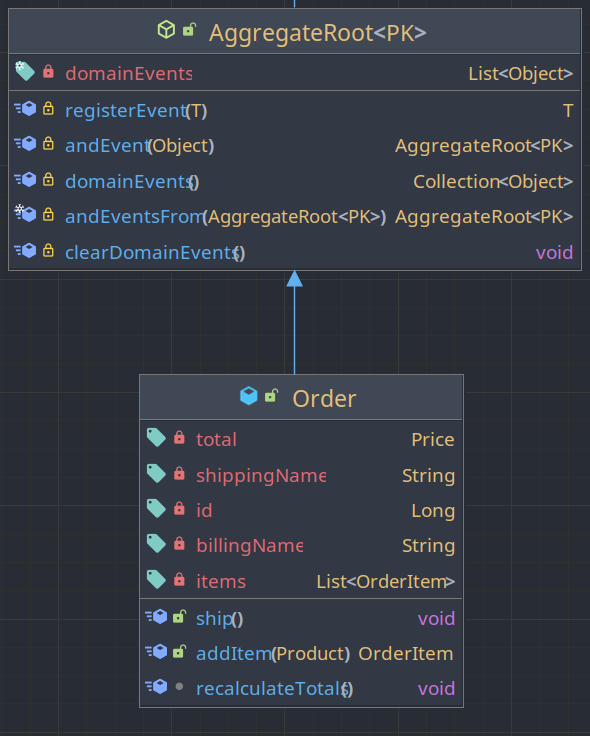 AggregateRoot<PK>
domainEvents List<Object>
registerEvent(T) T
andEvent(Object) AggregateRoot<PK>
domainEvents() Collection<Object>
andEventsFrom(AggregateRoot<PK>) AggregateRoot<PK>
clearDomainEvents() void
Order
total Price
shippingName String
id Long
billingName String
items List<OrderItem>
ship() void
addItem(Product) OrderItem
recalculateTotals() void